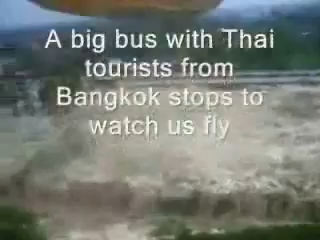 A big bus with Thai
tourists from
Bangkok stops to
watch us fly